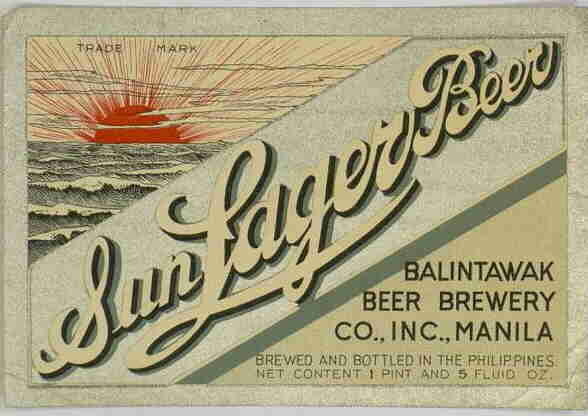 TRADE MARK
Sun Lager Beer
BALINTAWAK
BEER BREWERY
CO., INC., MANILA
BREWED AND BOTTLED IN THE PHILIPPINES.
NET CONTENT 1 PINT AND 5 FLUID OZ.